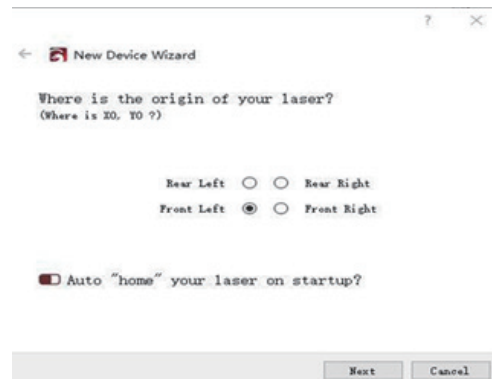 ?
New Device Wizard
Where is the origin of your laser?
(Where is X0, Y0 ?)
Rear Left Rear Right
Front Left Front Right
Auto "home" your laser on startup?
Next Cancel